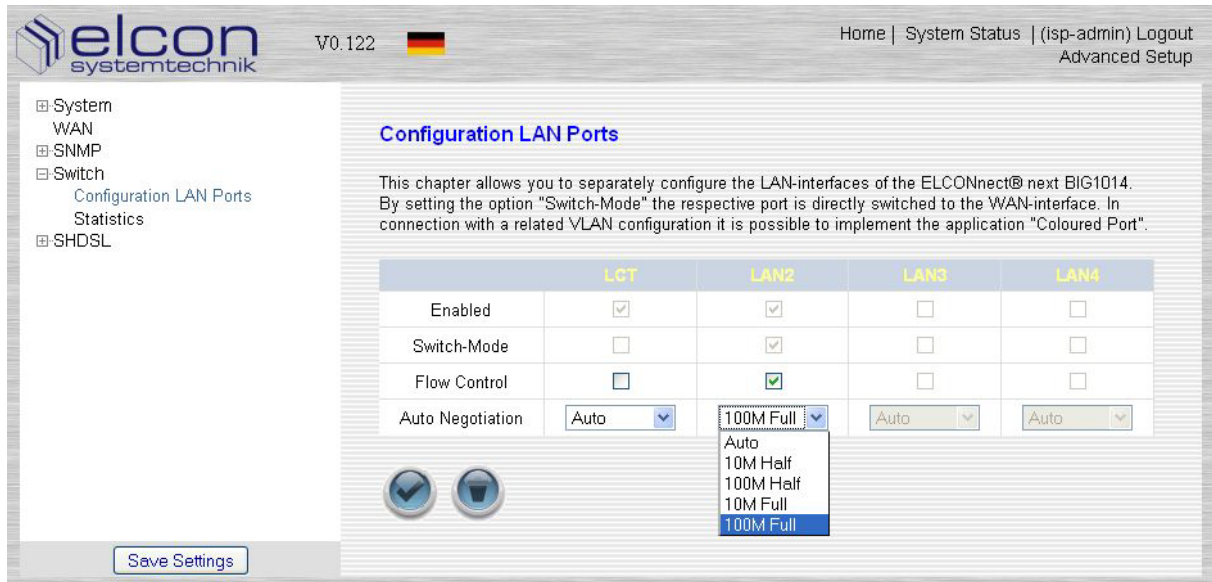 elcon
systemtechnik
V0.122
Home | System Status | (isp-admin) Logout
Advanced Setup
System
WAN
SNMP
Switch
Configuration LAN Ports
Statistics
SHDSL
Save Settings
Configuration LAN Ports
This chapter allows you to separately configure the LAN-interfaces of the ELCONnect® next BIG1014.
By setting the option "Switch-Mode" the respective port is directly switched to the WAN-interface. In
connection with a related VLAN configuration it is possible to implement the application "Coloured Port".
LCT LAN2 LAN3 LAN4
Enabled
Switch-Mode
Flow Control
Auto Negotiation Auto 100M Full Auto Auto
Auto
10M Half
100M Half
10M Full
100M Full